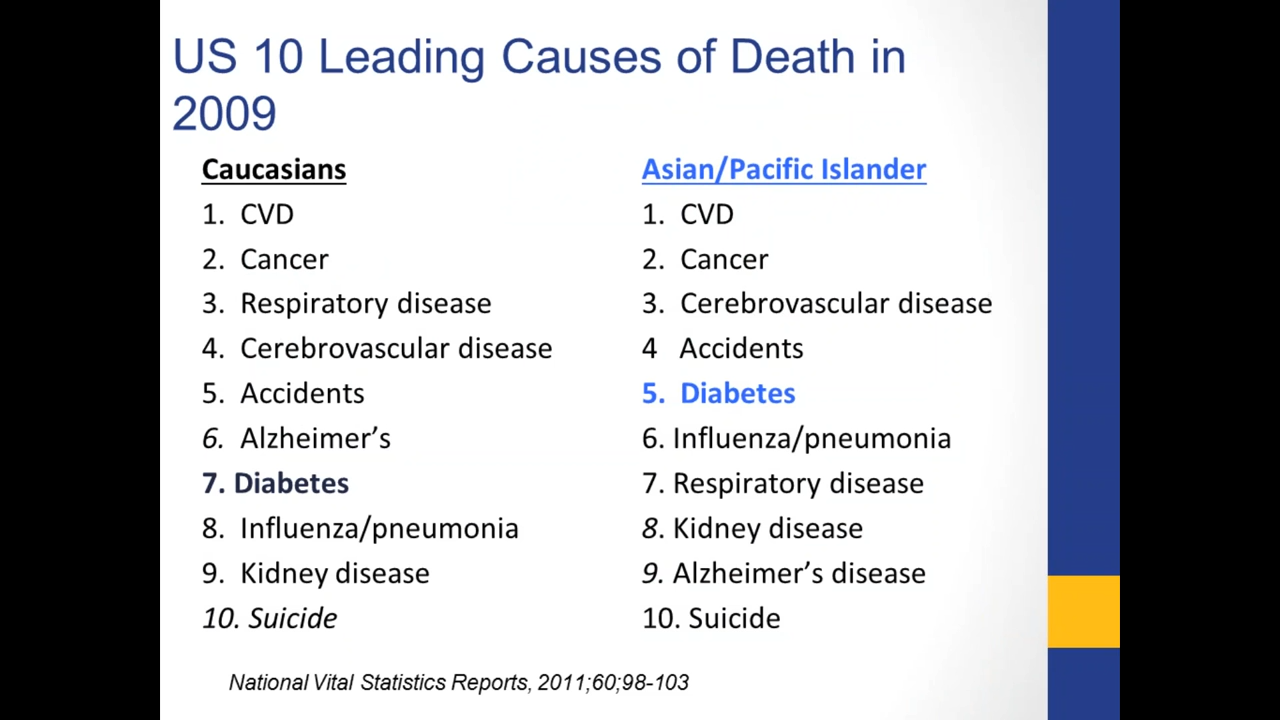 US 10 Leading Causes of Death in
2009
Caucasians
1. CVD
2. Cancer
3. Respiratory disease
4. Cerebrovascular disease
5. Accidents
6. Alzheimer’s
7. Diabetes
8. Influenza/pneumonia
9. Kidney disease
10. Suicide
Asian/Pacific Islander
1. CVD
2. Cancer
3. Cerebrovascular disease
4 Accidents
5. Diabetes
6. Influenza/pneumonia
7. Respiratory disease
8. Kidney disease
9. Alzheimer’s disease
10. Suicide
National Vital Statistics Reports, 2011;60;98-103